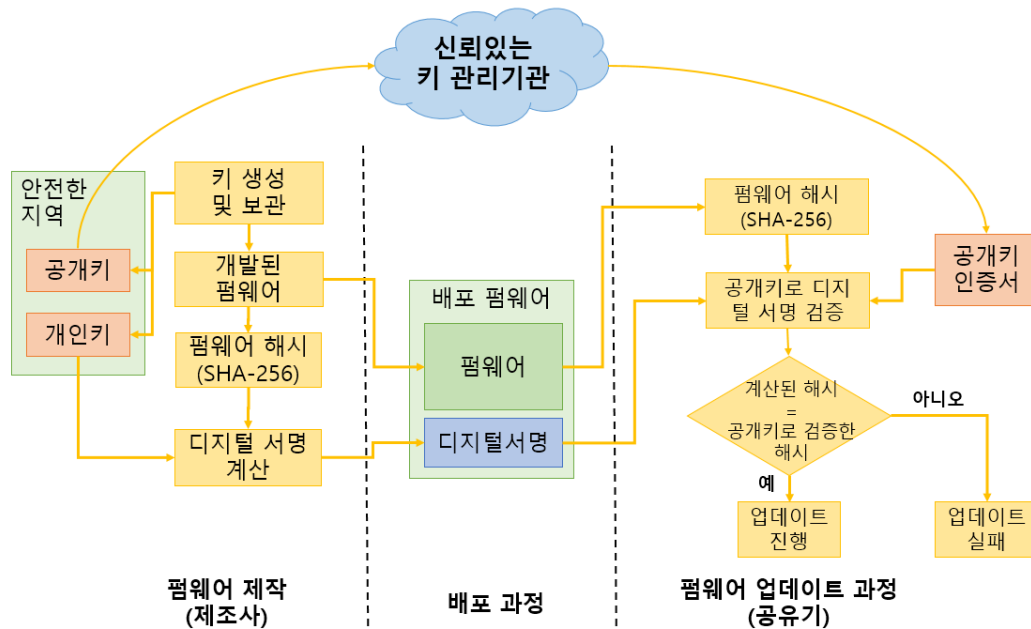 신뢰있는
키 관리기관
안전한
지역
공개키
개인키
키 생성
및 보관
개발된
펌웨어
펌웨어 해시
(SHA-256)
디지털 서명
계산
배포 펌웨어
펌웨어
디지털서명
펌웨어 해시
(SHA-256)
공개키로 디지
털 서명 검증
공개키
인증서
계산된 해시
=
공개키로 검증한
해시
아니오
예
업데이트
진행
업데이트
실패
펌웨어 제작
(제조사)
배포 과정
펌웨어 업데이트 과정
(공유기)